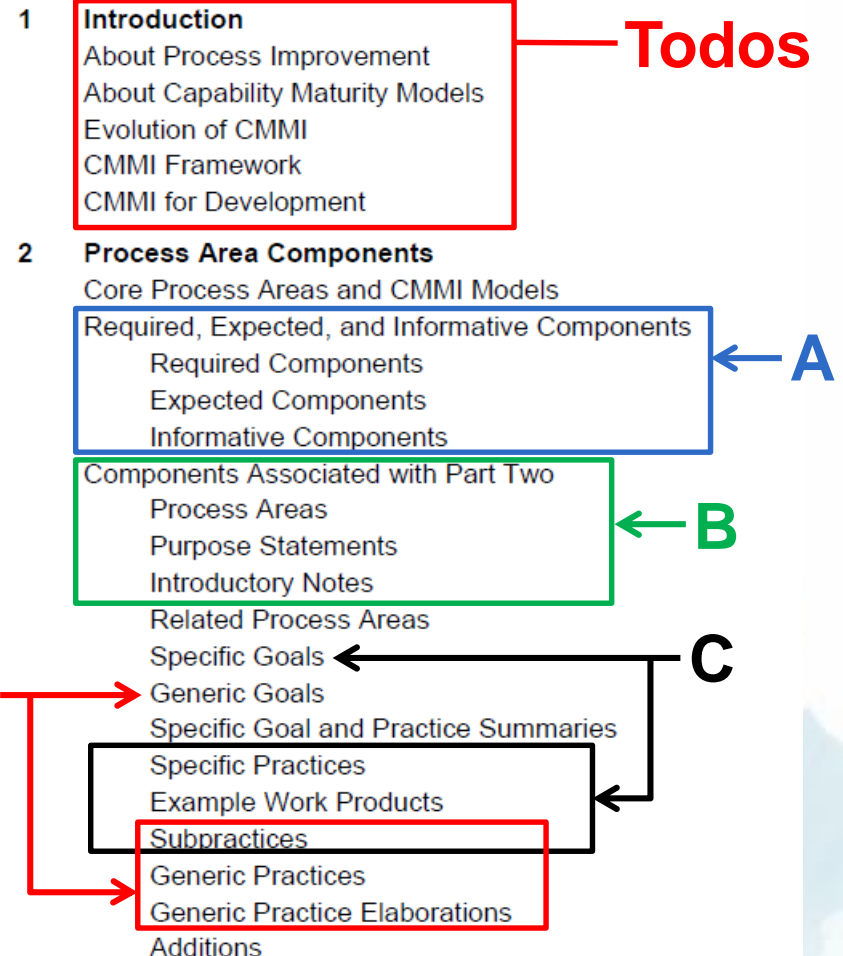 1 Introduction
Todos
About Process Improvement
About Capability Maturity Models
Evolution of CMMI
CMMI Framework
CMMI for Development
2 Process Area Components
Core Process Areas and CMMI Models
Required, Expected, and Informative Components
Required Components
A
Expected Components
Informative Components
Components Associated with Part Two
Process Areas
B
Purpose Statements
Introductory Notes
Related Process Areas
Specific Goals
C
Generic Goals
Specific Goal and Practice Summaries
Specific Practices
Example Work Products
Subpractices
Generic Practices
Generic Practice Elaborations
Additions